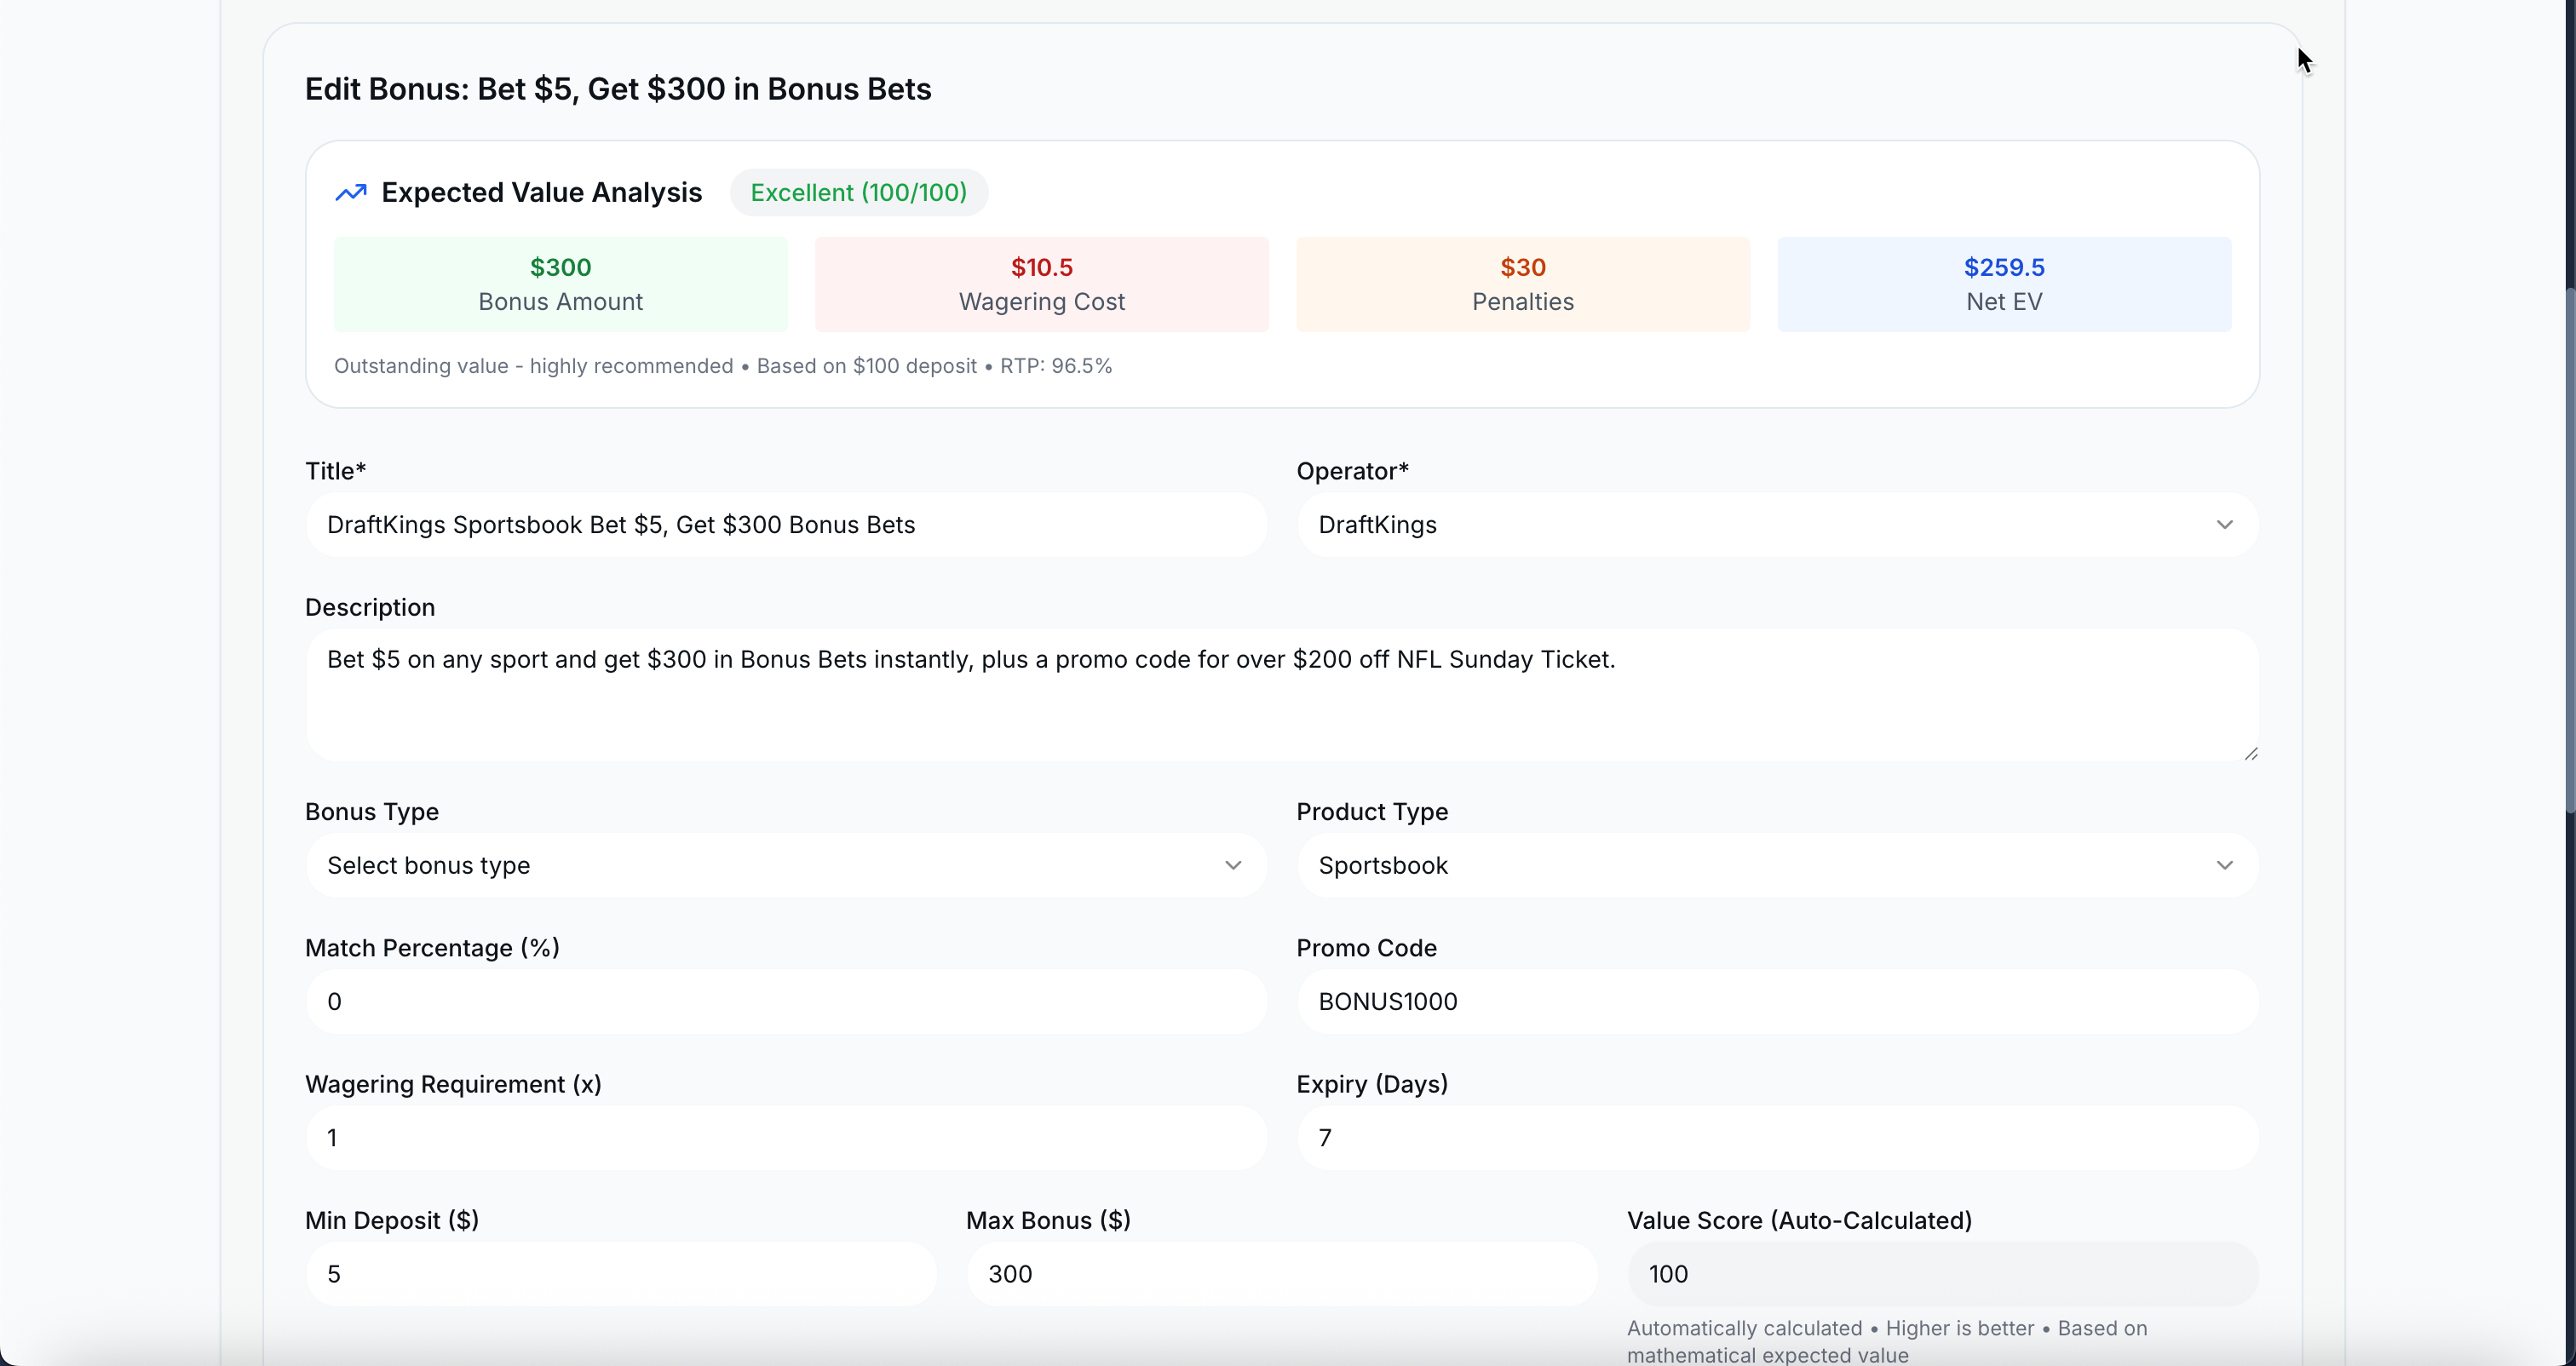 Edit Bonus: Bet $5, Get $300 in Bonus Bets
Expected Value Analysis
Excellent (100/100)
$300
Bonus Amount
$10.5
Wagering Cost
$30
Penalties
$259.5
Net EV
Outstanding value - highly recommended • Based on $100 deposit • RTP: 96.5%
Title*
DraftKings Sportsbook Bet $5, Get $300 Bonus Bets
Operator*
DraftKings
Description
Bet $5 on any sport and get $300 in Bonus Bets instantly, plus a promo code for over $200 off NFL Sunday Ticket.
Bonus Type
Select bonus type
Product Type
Sportsbook
Match Percentage (%)
0
Promo Code
BONUS1000
Wagering Requirement (x)
1
Expiry (Days)
7
Min Deposit ($)
5
Max Bonus ($)
300
Value Score (Auto-Calculated)
100
Automatically calculated • Higher is better • Based on
mathematical expected value